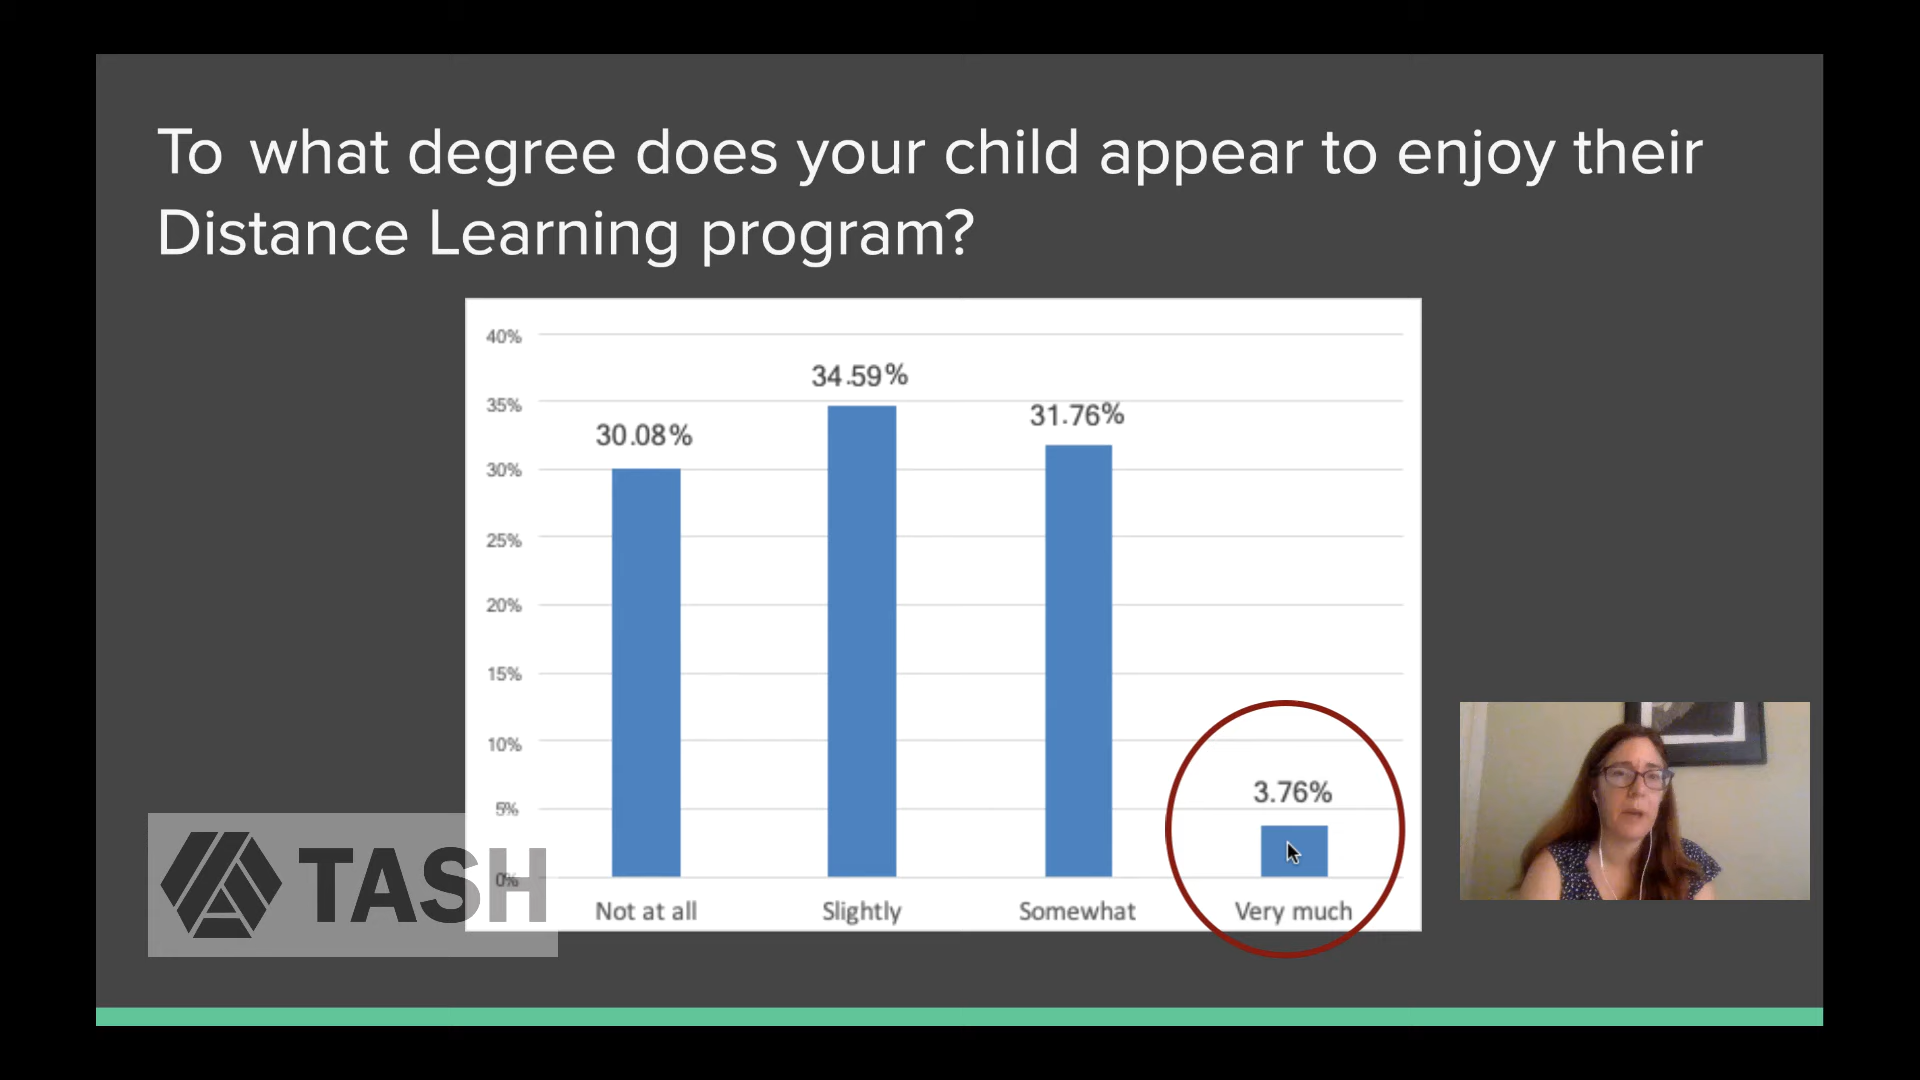 To what degree does your child appear to enjoy their
Distance Learning program?
40%
35%
30%
25%
20%
15%
10%
5%
0%
30.08%
34.59%
31.76%
3.76%
Not at all
Slightly
Somewhat
Very much
TASH